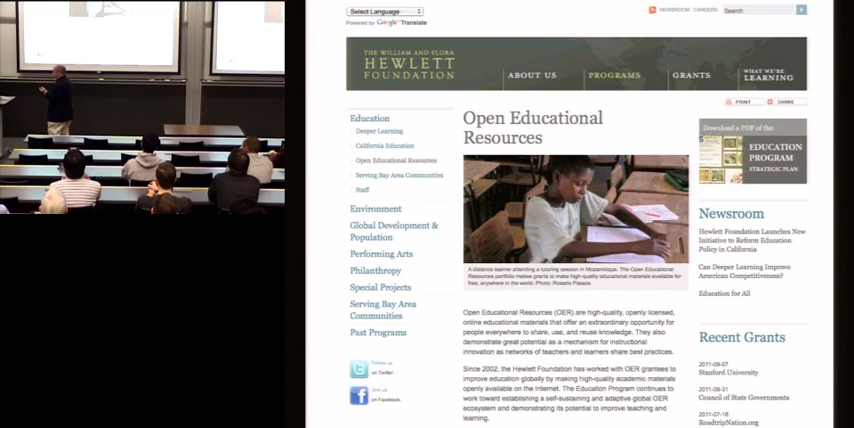 Select Language
Powered by Google™ Translate
NEWSROOM CAREERS
Search
THE WILLIAM AND FLORA
HEWLETT
FOUNDATION
ABOUT US
PROGRAMS
GRANTS
WHAT WE'RE
LEARNING
PRINT
SHARE
Education
Deeper Learning
California Education
Open Educational Resources
Serving Bay Area Communities
Staff
Environment
Global Development &
Population
Performing Arts
Philanthropy
Special Projects
Serving Bay Area
Communities
Past Programs
Follow us
on Twitter.
Join us
on Facebook.
Open Educational
Resources
A distance learner attending a tutoring session in Mozambique. The Open Educational
Resources portfolio makes grants to make high-quality educational materials available for
free, anywhere in the world. Photo: Rosario Passos
Open Educational Resources (OER) are high-quality, openly licensed,
online educational materials that offer an extraordinary opportunity for
people everywhere to share, use, and reuse knowledge. They also
demonstrate great potential as a mechanism for instructional
innovation as networks of teachers and learners share best practices.
Since 2002, the Hewlett Foundation has worked with OER grantees to
improve education globally by making high-quality academic materials
openly available on the Internet. The Education Program continues to
work toward establishing a self-sustaining and adaptive global OER
ecosystem and demonstrating its potential to improve teaching and
learning.
Download a PDF of the
EDUCATION
PROGRAM
STRATEGIC PLAN
Newsroom
Hewlett Foundation Launches New
Initiative to Reform Education
Policy in California
Can Deeper Learning Improve
American Competitiveness?
Education for All
Recent Grants
2011-09-07
Stanford University
2011-08-31
Council of State Governments
2011-07-18
RoadtripNation.org